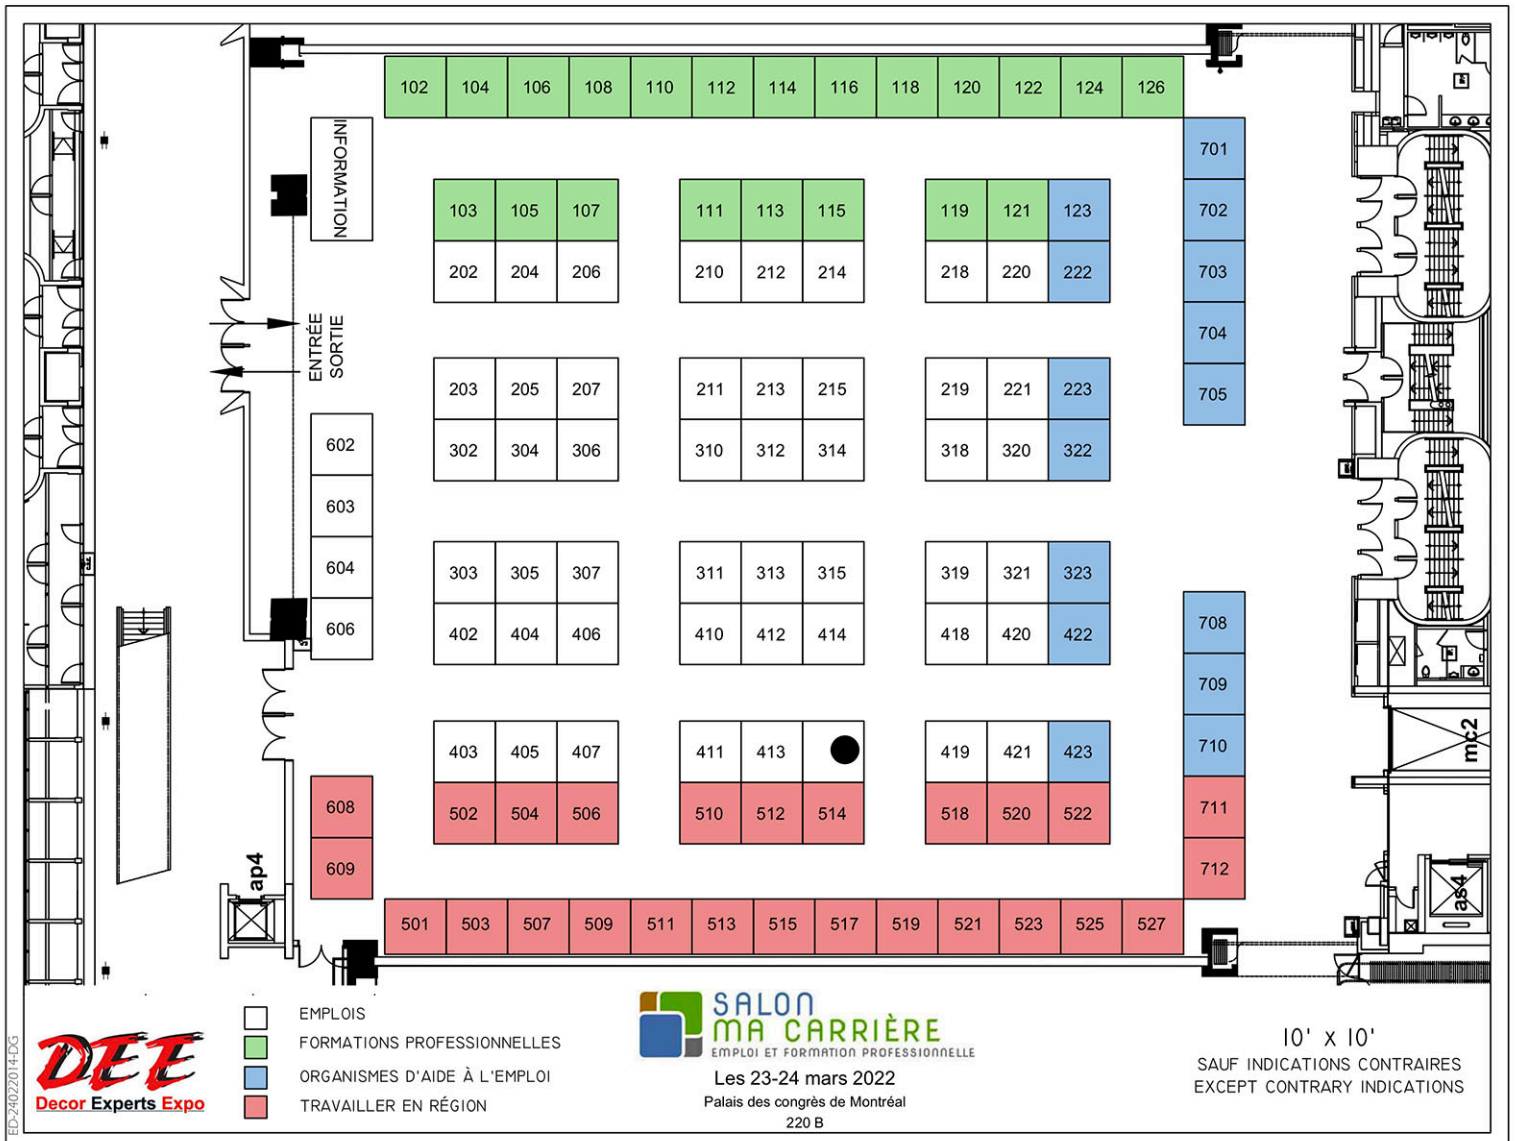 102 104 106 108 110 112 114 116 118 120 122 124 126
INFORMATION
701
103 105 107 111 113 115 119 121 123 702
202 204 206 210 212 214 218 220 222 703
ENTRÉE
SORTIE
704
203 205 207 211 213 215 219 221 223 705
602
302 304 306 310 312 314 318 320 322
603
604
303 305 307 311 313 315 319 321 323
606
402 404 406 410 412 414 418 420 422 708
709
403 405 407 411 413 419 421 423 710
mc2
608
502 504 506 510 512 514 518 520 522 711
ap4
609
712
as4
501 503 507 509 511 513 515 517 519 521 523 525 527
ED-24022014-DG
DEE
Decor Experts Expo
EMPLOIS
FORMATIONS PROFESSIONNELLES
ORGANISMES D'AIDE À L'EMPLOI
TRAVAILLER EN RÉGION
SALON
MA CARRIÈRE
EMPLOI ET FORMATION PROFESSIONNELLE
Les 23-24 mars 2022
Palais des congrès de Montréal
220 B
10' x 10'
SAUF INDICATIONS CONTRAIRES
EXCEPT CONTRARY INDICATIONS